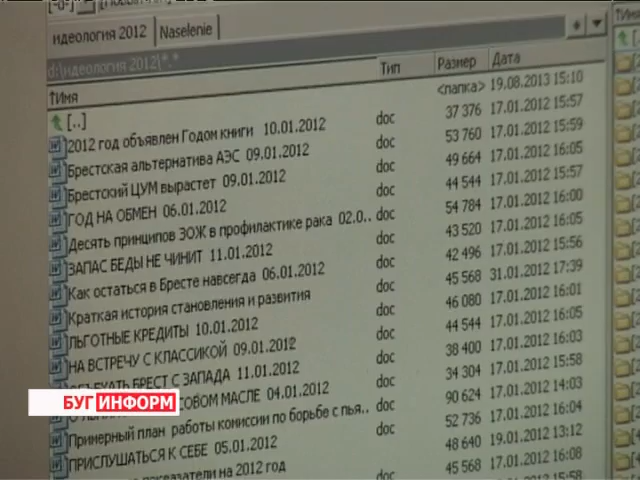 идеология 2012 Naselenie
d:\идеология 2012\*.*
Имя Тип Размер Дата
[..] <папка> 19.08.2013 15:10
2012 год объявлен Годом книги 10.01.2012 doc 37 376 17.01.2012 15:57
Брестская альтернатива АЭС 09.01.2012 doc 53 760 17.01.2012 15:59
Брестский ЦУМ вырастет 09.01.2012 doc 49 664 17.01.2012 16:05
ГОД НА ОБМЕН 06.01.2012 doc 44 544 17.01.2012 15:57
Десять принципов ЗОЖ в профилактике рака 02.0.. doc 54 784 17.01.2012 16:00
ЗАПАС БЕДЫ НЕ ЧИНИТ 11.01.2012 doc 43 520 17.01.2012 16:05
Как остаться в Бресте навсегда 06.01.2012 doc 42 496 17.01.2012 15:56
Краткая история становления и развития doc 45 568 31.01.2012 17:39
ЛЬГОТНЫЕ КРЕДИТЫ 10.01.2012 doc 46 080 17.01.2012 16:01
НА ВСТРЕЧУ С КЛАССИКОЙ 09.01.2012 doc 44 544 17.01.2012 16:05
БРЕСТ С ЗАПАДА 11.01.2012 doc 38 400 17.01.2012 16:03
МАСЛЕ 04.01.2012 doc 34 304 17.01.2012 15:58
Примерный план работы комиссии по борьбе с пья.. doc 90 624 17.01.2012 14:03
ПРИСЛУШАТЬСЯ К СЕБЕ 05.01.2012 doc 52 736 17.01.2012 16:04
показатели на 2012 год doc 48 640 19.01.2012 13:12
doc 45 568 17.01.2012 16:08
17.01.2012 15:58
БУГ ИНФОРМ